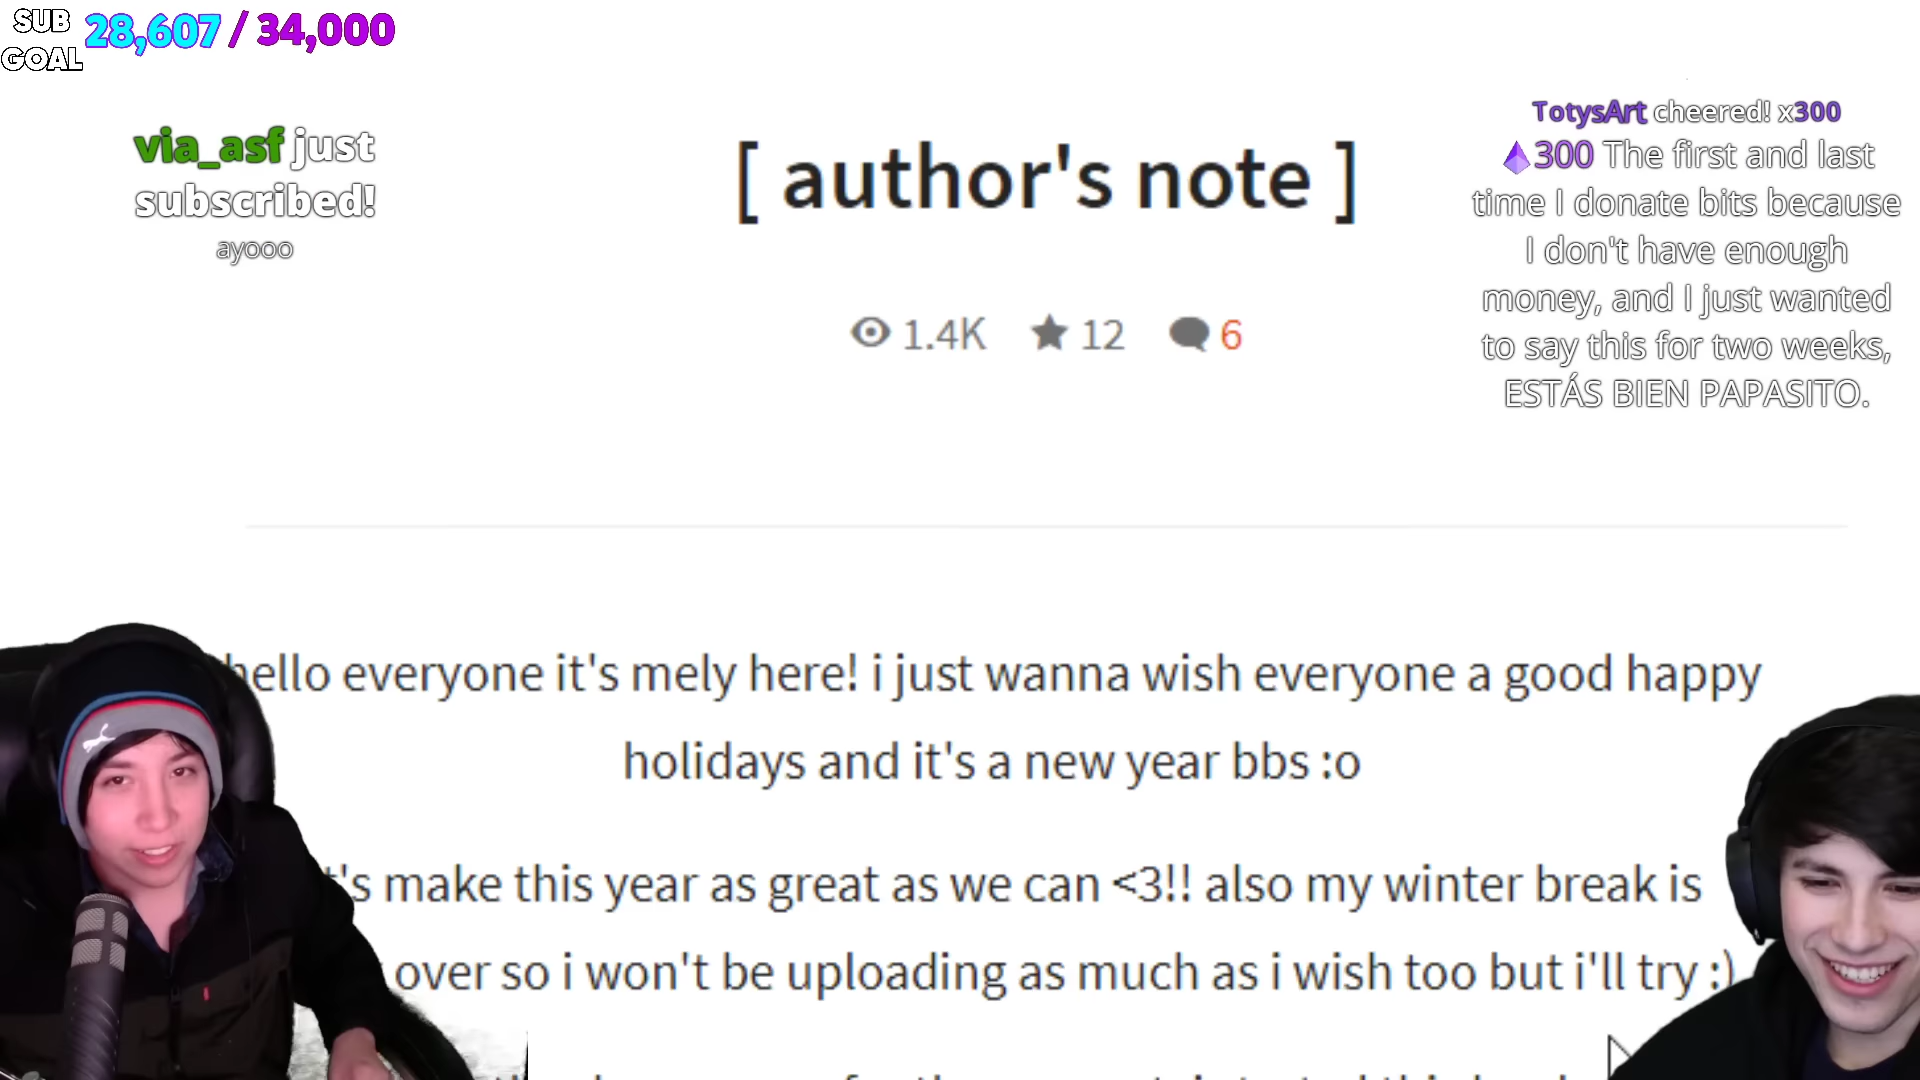 SUB
GOAL
28,607 / 34,000
via_asf just
subscribed!
ayooo
[ author's note ]
1.4K 12 6
TotysArt cheered! x300
300 The first and last
time I donate bits because
I don't have enough
money, and I just wanted
to say this for two weeks,
ESTÁS BIEN PAPASITO.
hello everyone it's mely here! i just wanna wish everyone a good happy
holidays and it's a new year bbs :o
t's make this year as great as we can <3!! also my winter break is
over so i won't be uploading as much as i wish too but i'll try :)